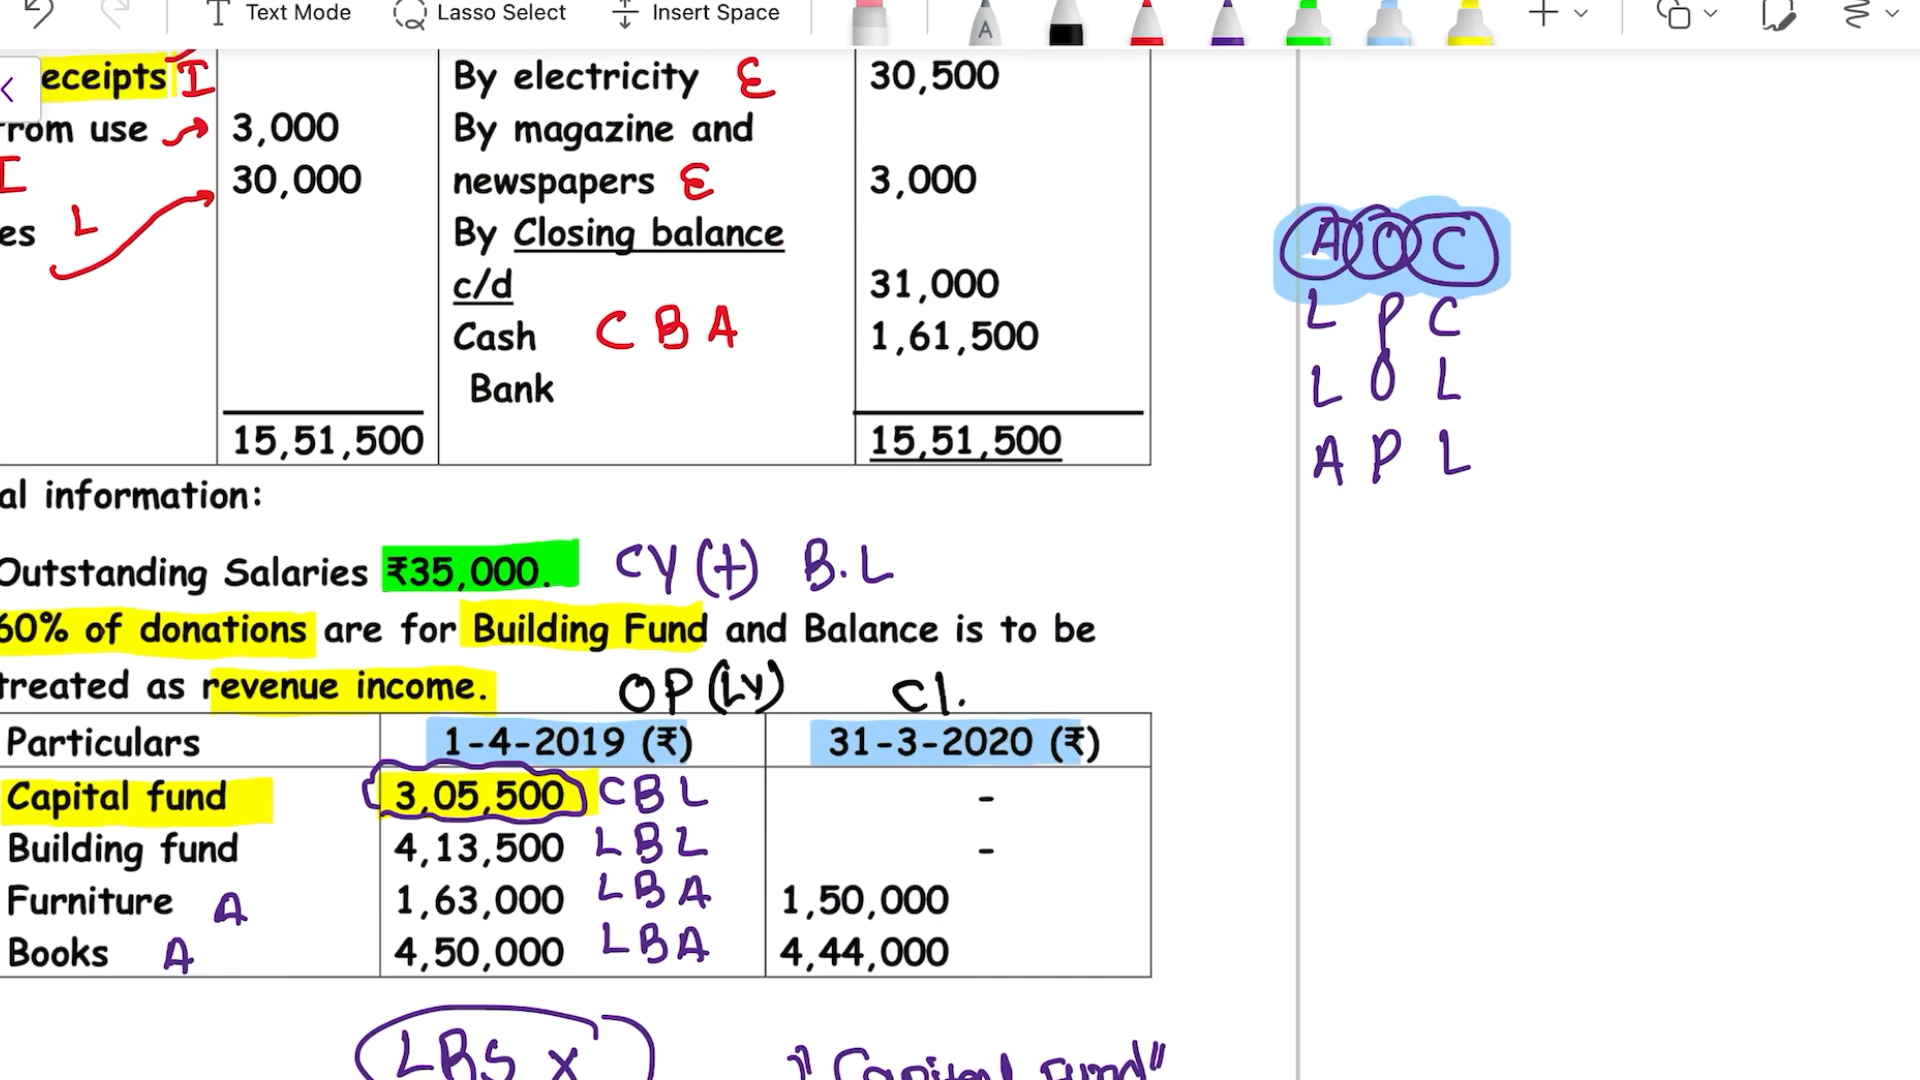 Text Mode Lasso Select Insert Space
A
eceipts I By electricity E 30,500
from use 3,000 By magazine and
I 30,000 newspapers E 3,000
es L By Closing balance
c/d 31,000
Cash C B A 1,61,500
Bank
15,51,500 15,51,500
A O C
L P C
L O L
A P L
al information:
Outstanding Salaries ₹35,000. CY (+) B.L
60% of donations are for Building Fund and Balance is to be
treated as revenue income. OP (LY) Cl.
Particulars 1-4-2019 (₹) 31-3-2020 (₹)
Capital fund 3,05,500 C B L -
Building fund 4,13,500 L B L -
Furniture A 1,63,000 L B A 1,50,000
Books A 4,50,000 L B A 4,44,000
LBS X "Capital Fund"